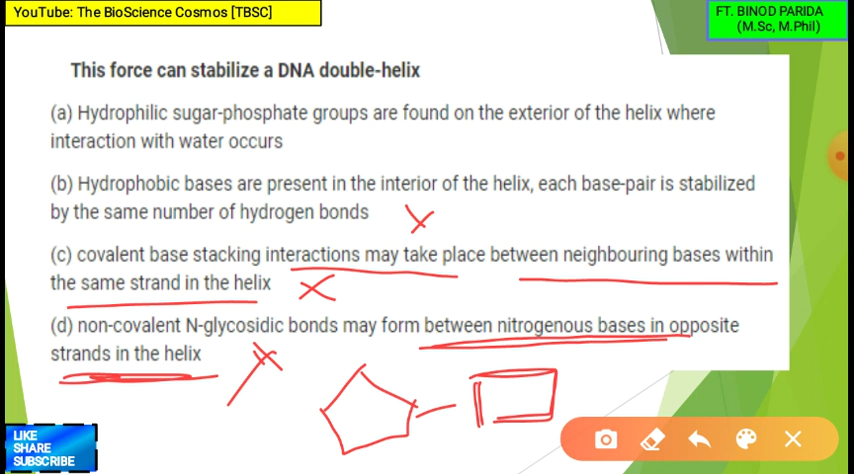 YouTube: The BioScience Cosmos [TBSC]
FT. BINOD PARIDA
(M.Sc, M.Phil)
This force can stabilize a DNA double-helix
(a) Hydrophilic sugar-phosphate groups are found on the exterior of the helix where
interaction with water occurs
(b) Hydrophobic bases are present in the interior of the helix, each base-pair is stabilized
by the same number of hydrogen bonds
(c) covalent base stacking interactions may take place between neighbouring bases within
the same strand in the helix
(d) non-covalent N-glycosidic bonds may form between nitrogenous bases in opposite
strands in the helix
LIKE
SHARE
SUBSCRIBE